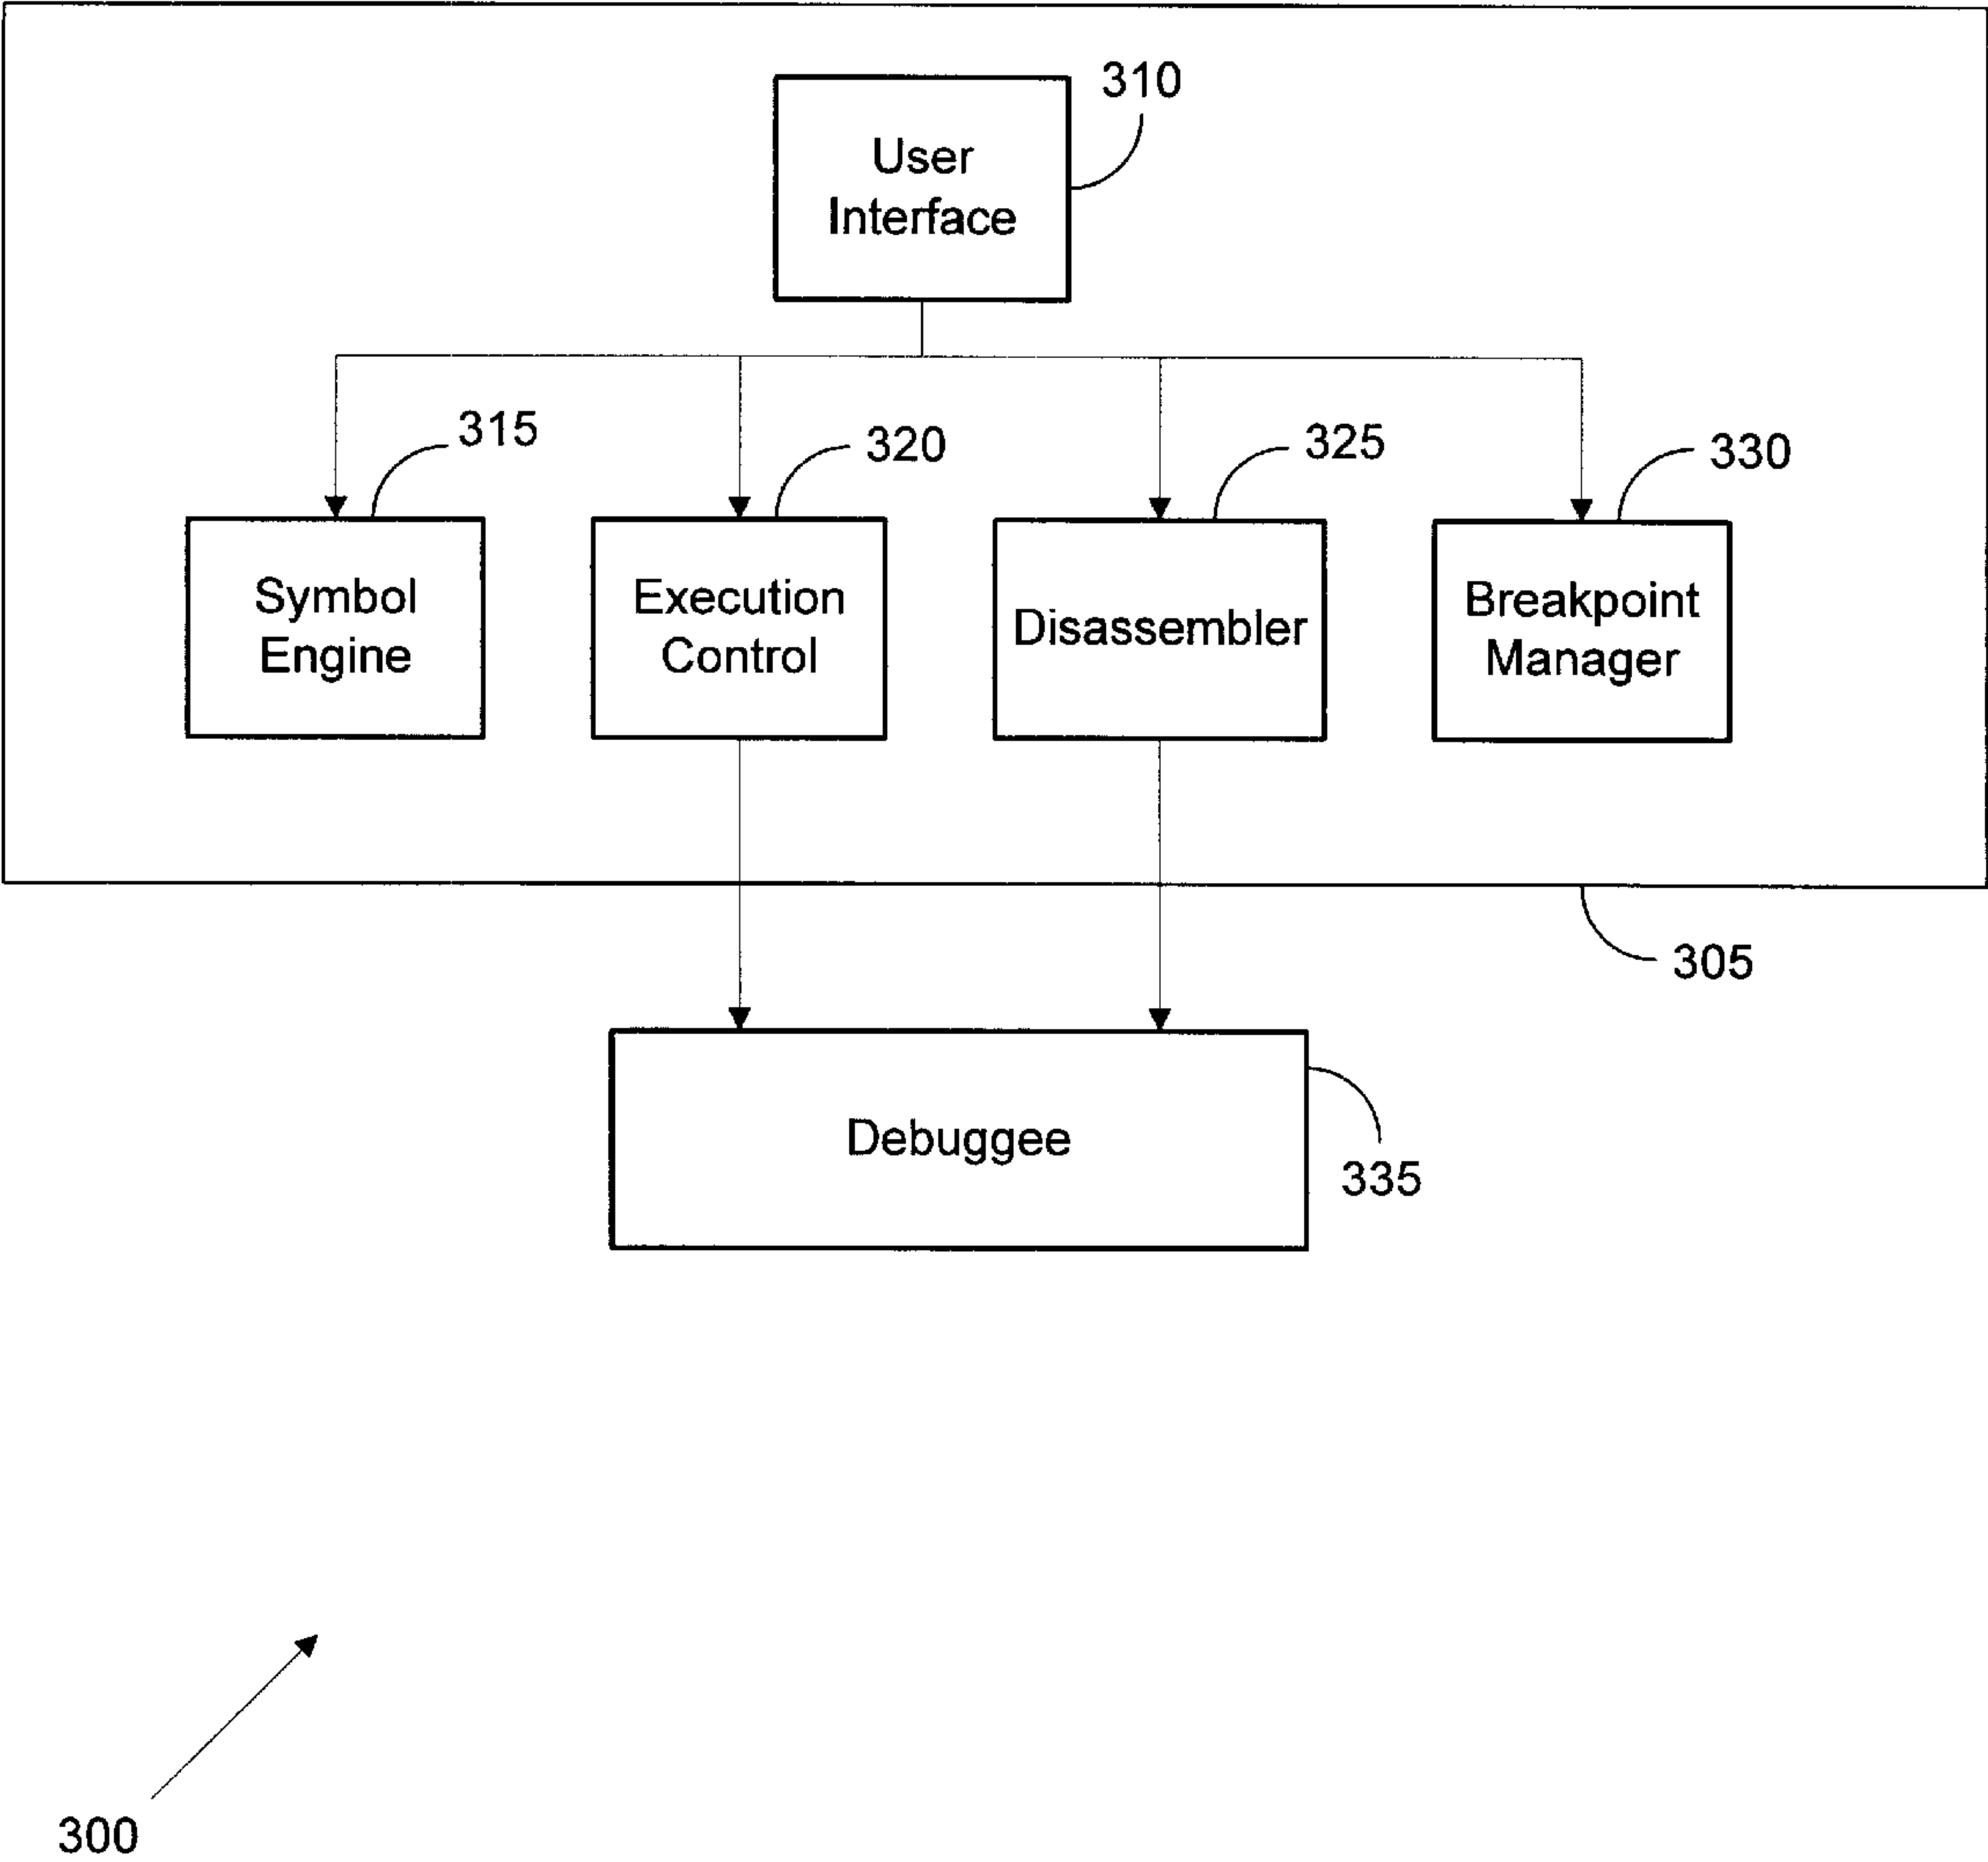 310
User
Interface
315
320
325
330
Symbol
Engine
Execution
Control
Disassembler
Breakpoint
Manager
305
Debuggee
335
300